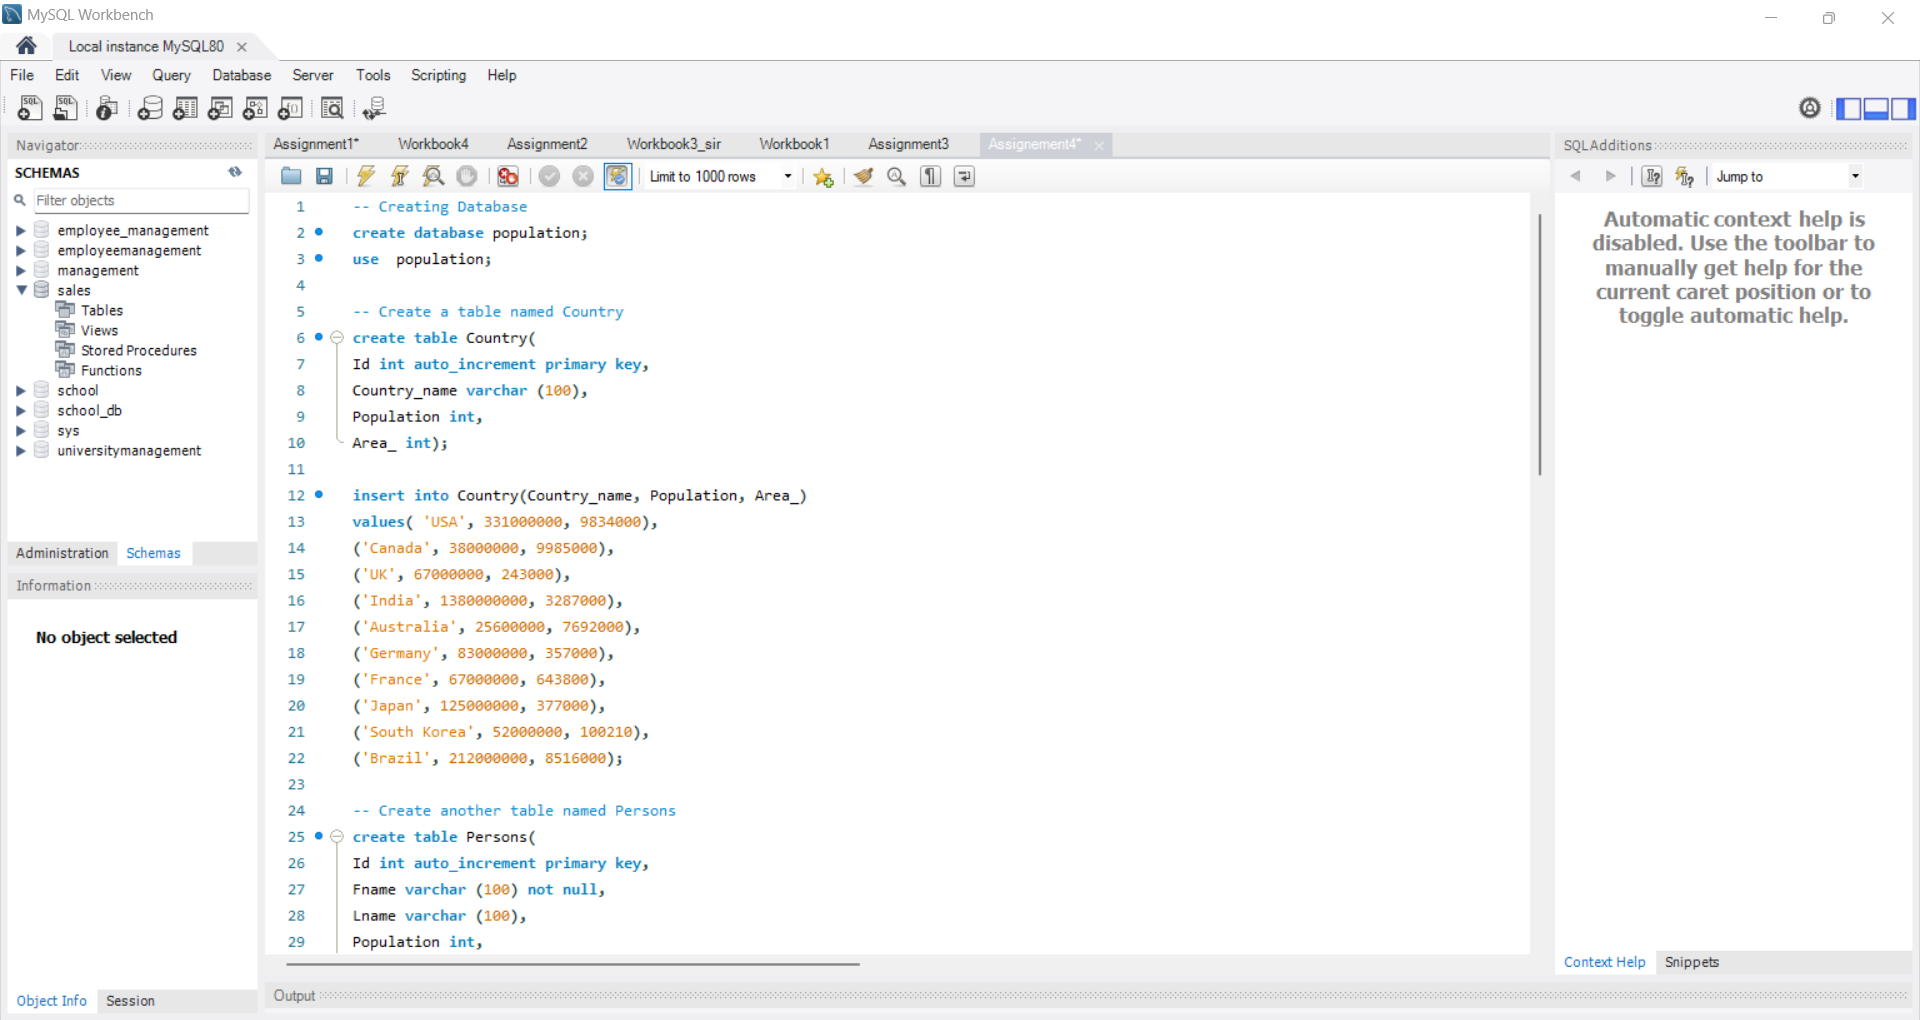 MySQL Workbench
Local instance MySQL80
File Edit View Query Database Server Tools Scripting Help
Navigator
SCHEMAS
Filter objects
employee_management
employeemanagement
management
sales
Tables
Views
Stored Procedures
Functions
school
school_db
sys
universitymanagement
Administration Schemas
Information
No object selected
Object Info Session
Assignment1* Workbook4 Assignment2 Workbook3_sir Workbook1 Assignment3 Assignement4*
Limit to 1000 rows
1 -- Creating Database
2 create database population;
3 use population;
4
5 -- Create a table named Country
6 create table Country(
7 Id int auto_increment primary key,
8 Country_name varchar (100),
9 Population int,
10 Area_ int);
11
12 insert into Country(Country_name, Population, Area_)
13 values( 'USA', 331000000, 9834000),
14 ('Canada', 38000000, 9985000),
15 ('UK', 67000000, 243000),
16 ('India', 1380000000, 3287000),
17 ('Australia', 25600000, 7692000),
18 ('Germany', 83000000, 357000),
19 ('France', 67000000, 643800),
20 ('Japan', 125000000, 377000),
21 ('South Korea', 52000000, 100210),
22 ('Brazil', 212000000, 8516000);
23
24 -- Create another table named Persons
25 create table Persons(
26 Id int auto_increment primary key,
27 Fname varchar (100) not null,
28 Lname varchar (100),
29 Population int,
Output
SQLAdditions
Jump to
Automatic context help is
disabled. Use the toolbar to
manually get help for the
current caret position or to
toggle automatic help.
Context Help Snippets